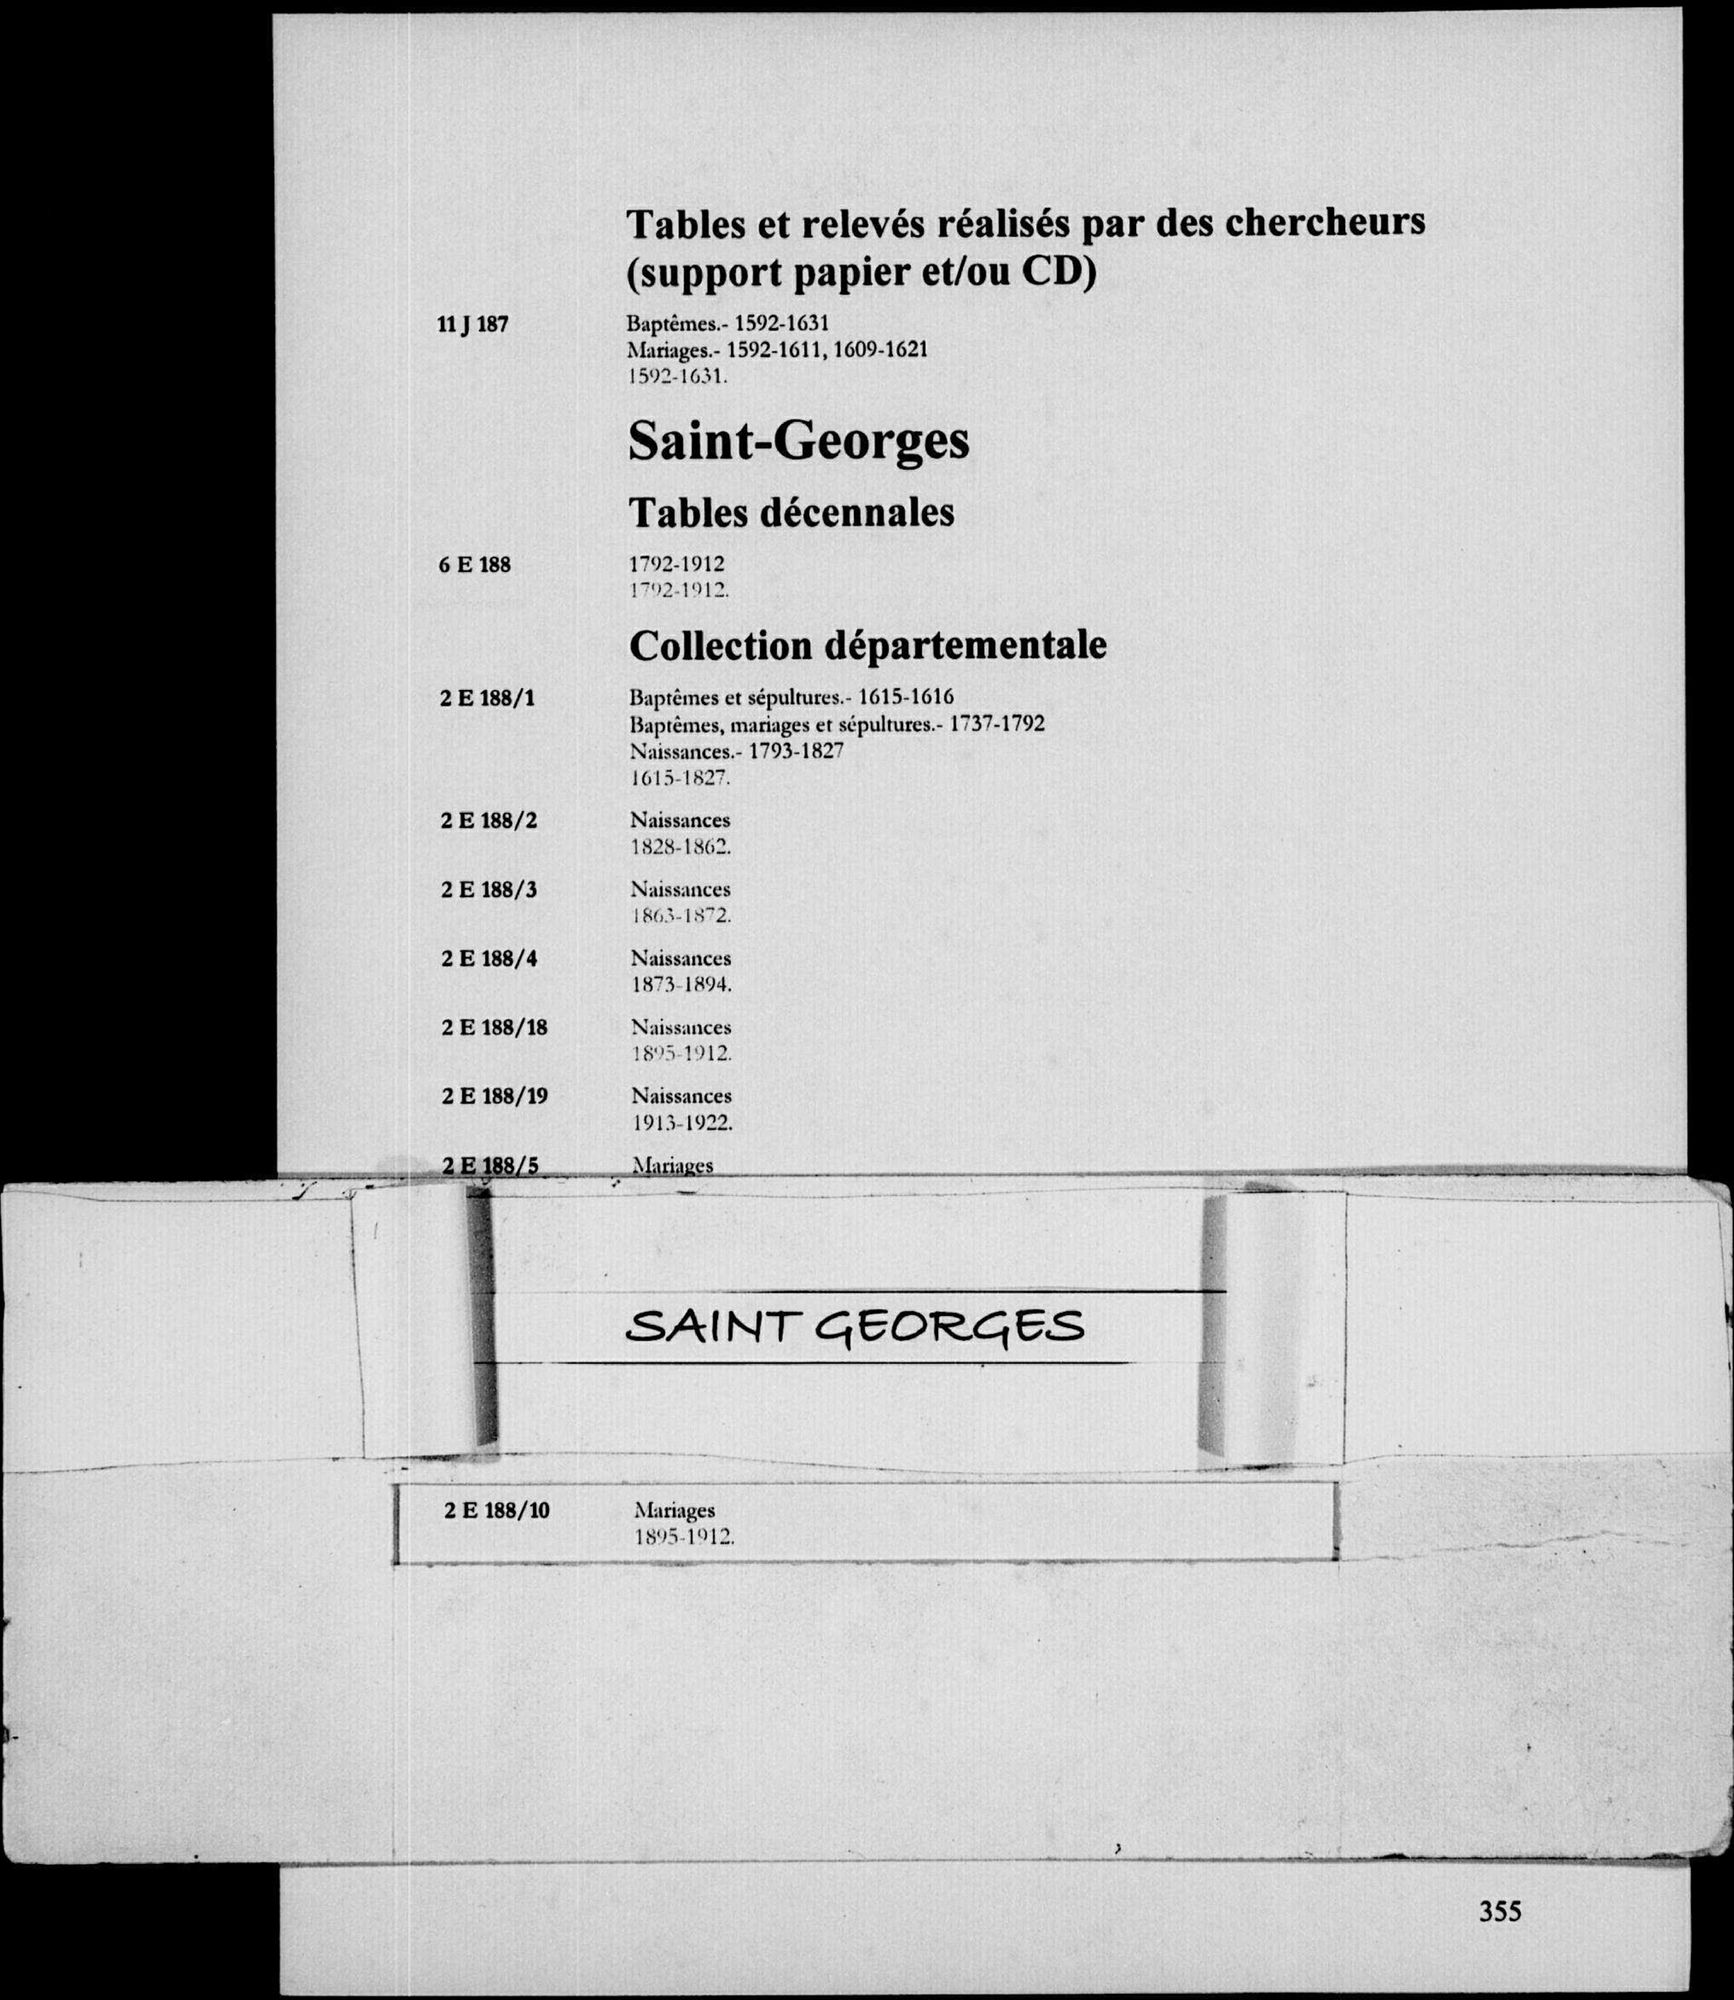 Tables et relevés réalisés par des chercheurs
(support papier et/ou CD)
11 J 187 Baptêmes.- 1592-1631
Mariages.- 1592-1611, 1609-1621
1592-1631.
Saint-Georges
Tables décennales
6 E 188 1792-1912
1792-1912.
Collection départementale
2 E 188/1 Baptêmes et sépultures.- 1615-1616
Baptêmes, mariages et sépultures.- 1737-1792
Naissances.- 1793-1827
1615-1827.
2 E 188/2 Naissances
1828-1862.
2 E 188/3 Naissances
1863-1872.
2 E 188/4 Naissances
1873-1894.
2 E 188/18 Naissances
1895-1912.
2 E 188/19 Naissances
1913-1922.
2 E 188/5 Mariages
SAINT GEORGES
2 E 188/10 Mariages
1895-1912.
355